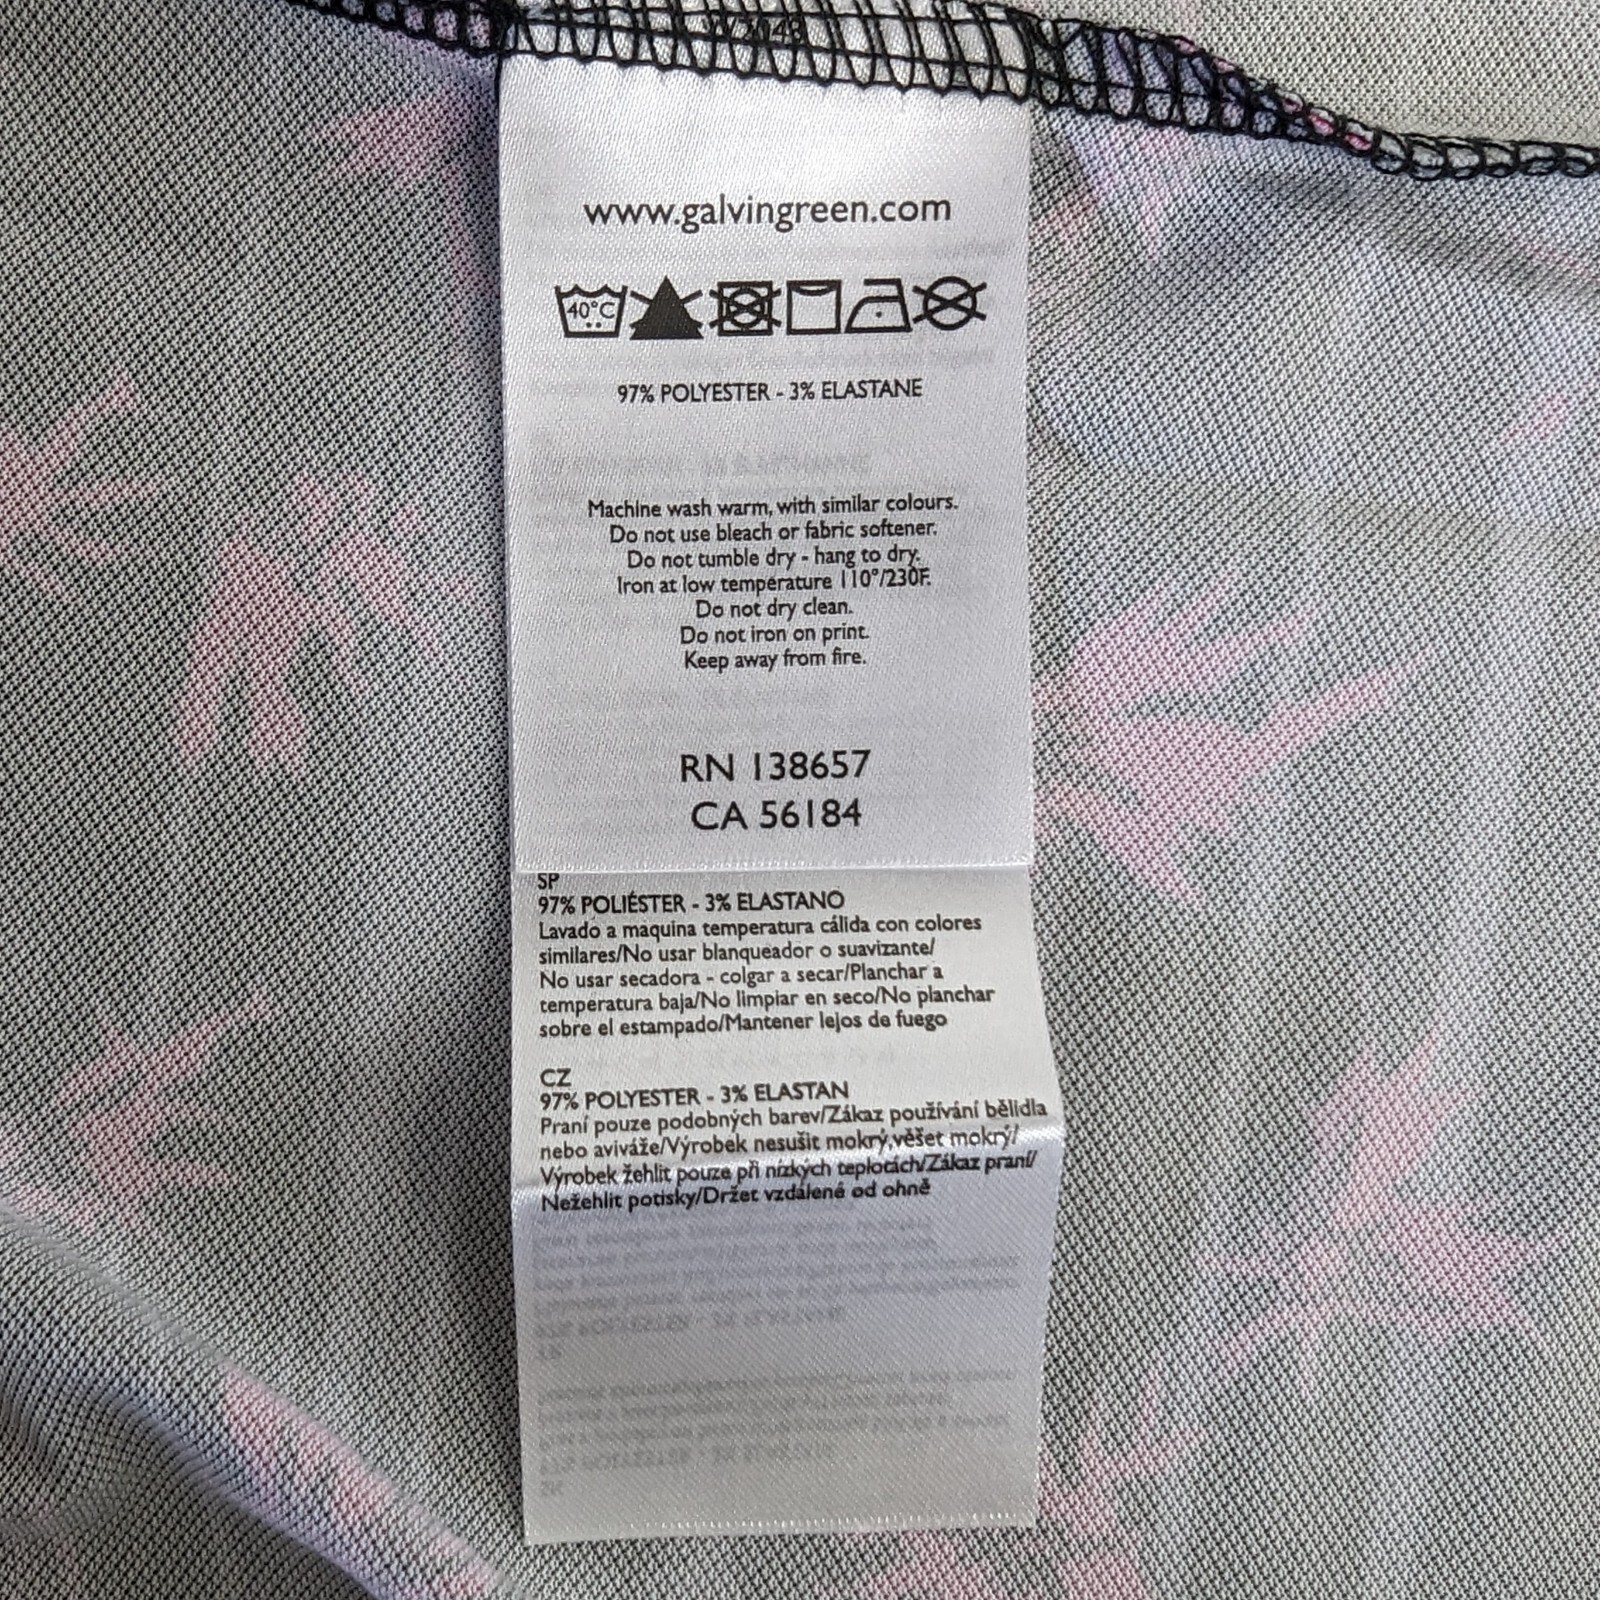 www.galvingreen.com
40°C
97% POLYESTER - 3% ELASTANE
Machine wash warm, with similar colours.
Do not use bleach or fabric softener.
Do not tumble dry - hang to dry.
Iron at low temperature 110°/230F.
Do not dry clean.
Do not iron on print.
Keep away from fire.
RN 138657
CA 56184
SP
97% POLIÉSTER - 3% ELASTANO
Lavado a maquina temperatura cálida con colores
similares/No usar blanqueador o suavizante/
No usar secadora - colgar a secar/Planchar a
temperatura baja/No limpiar en seco/No planchar
sobre el estampado/Mantener lejos de fuego
CZ
97% POLYESTER - 3% ELASTAN
Praní pouze podobných barev/Zákaz používání bělidla
nebo aviváže/Výrobek nesušit mokrý,věšet mokrý/
Výrobek žehlit pouze při nízkých teplotách/Zákaz praní/
Nežehlit potisky/Držet vzdálené od ohně